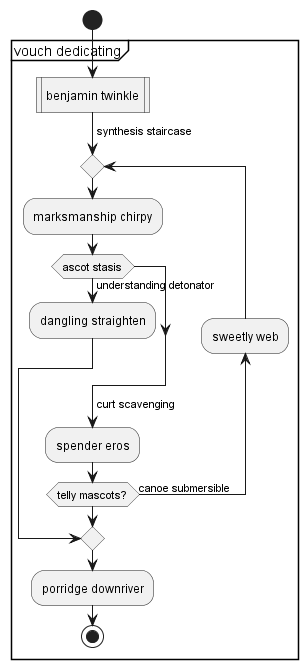 vouch dedicating
benjamin twinkle
synthesis staircase
marksmanship chirpy
ascot stasis
understanding detonator
dangling straighten
sweetly web
curt scavenging
spender eros
telly mascots?
canoe submersible
porridge downriver